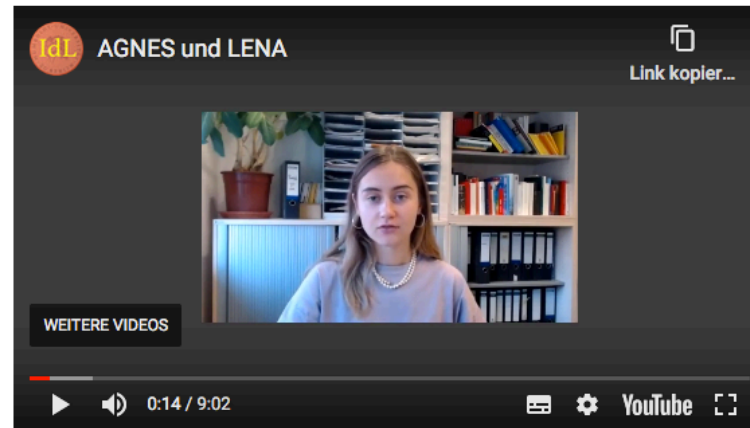 IdL
AGNES und LENA
Link kopier...
WEITERE VIDEOS
0:14 / 9:02
YouTube